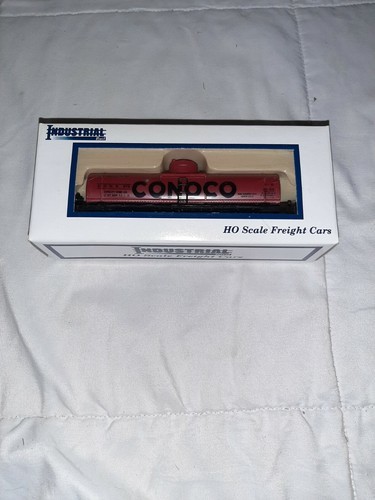 INDUSTRIAL
CONOCO
HO Scale Freight Cars
INDUSTRIAL
HO Scale Freight Cars